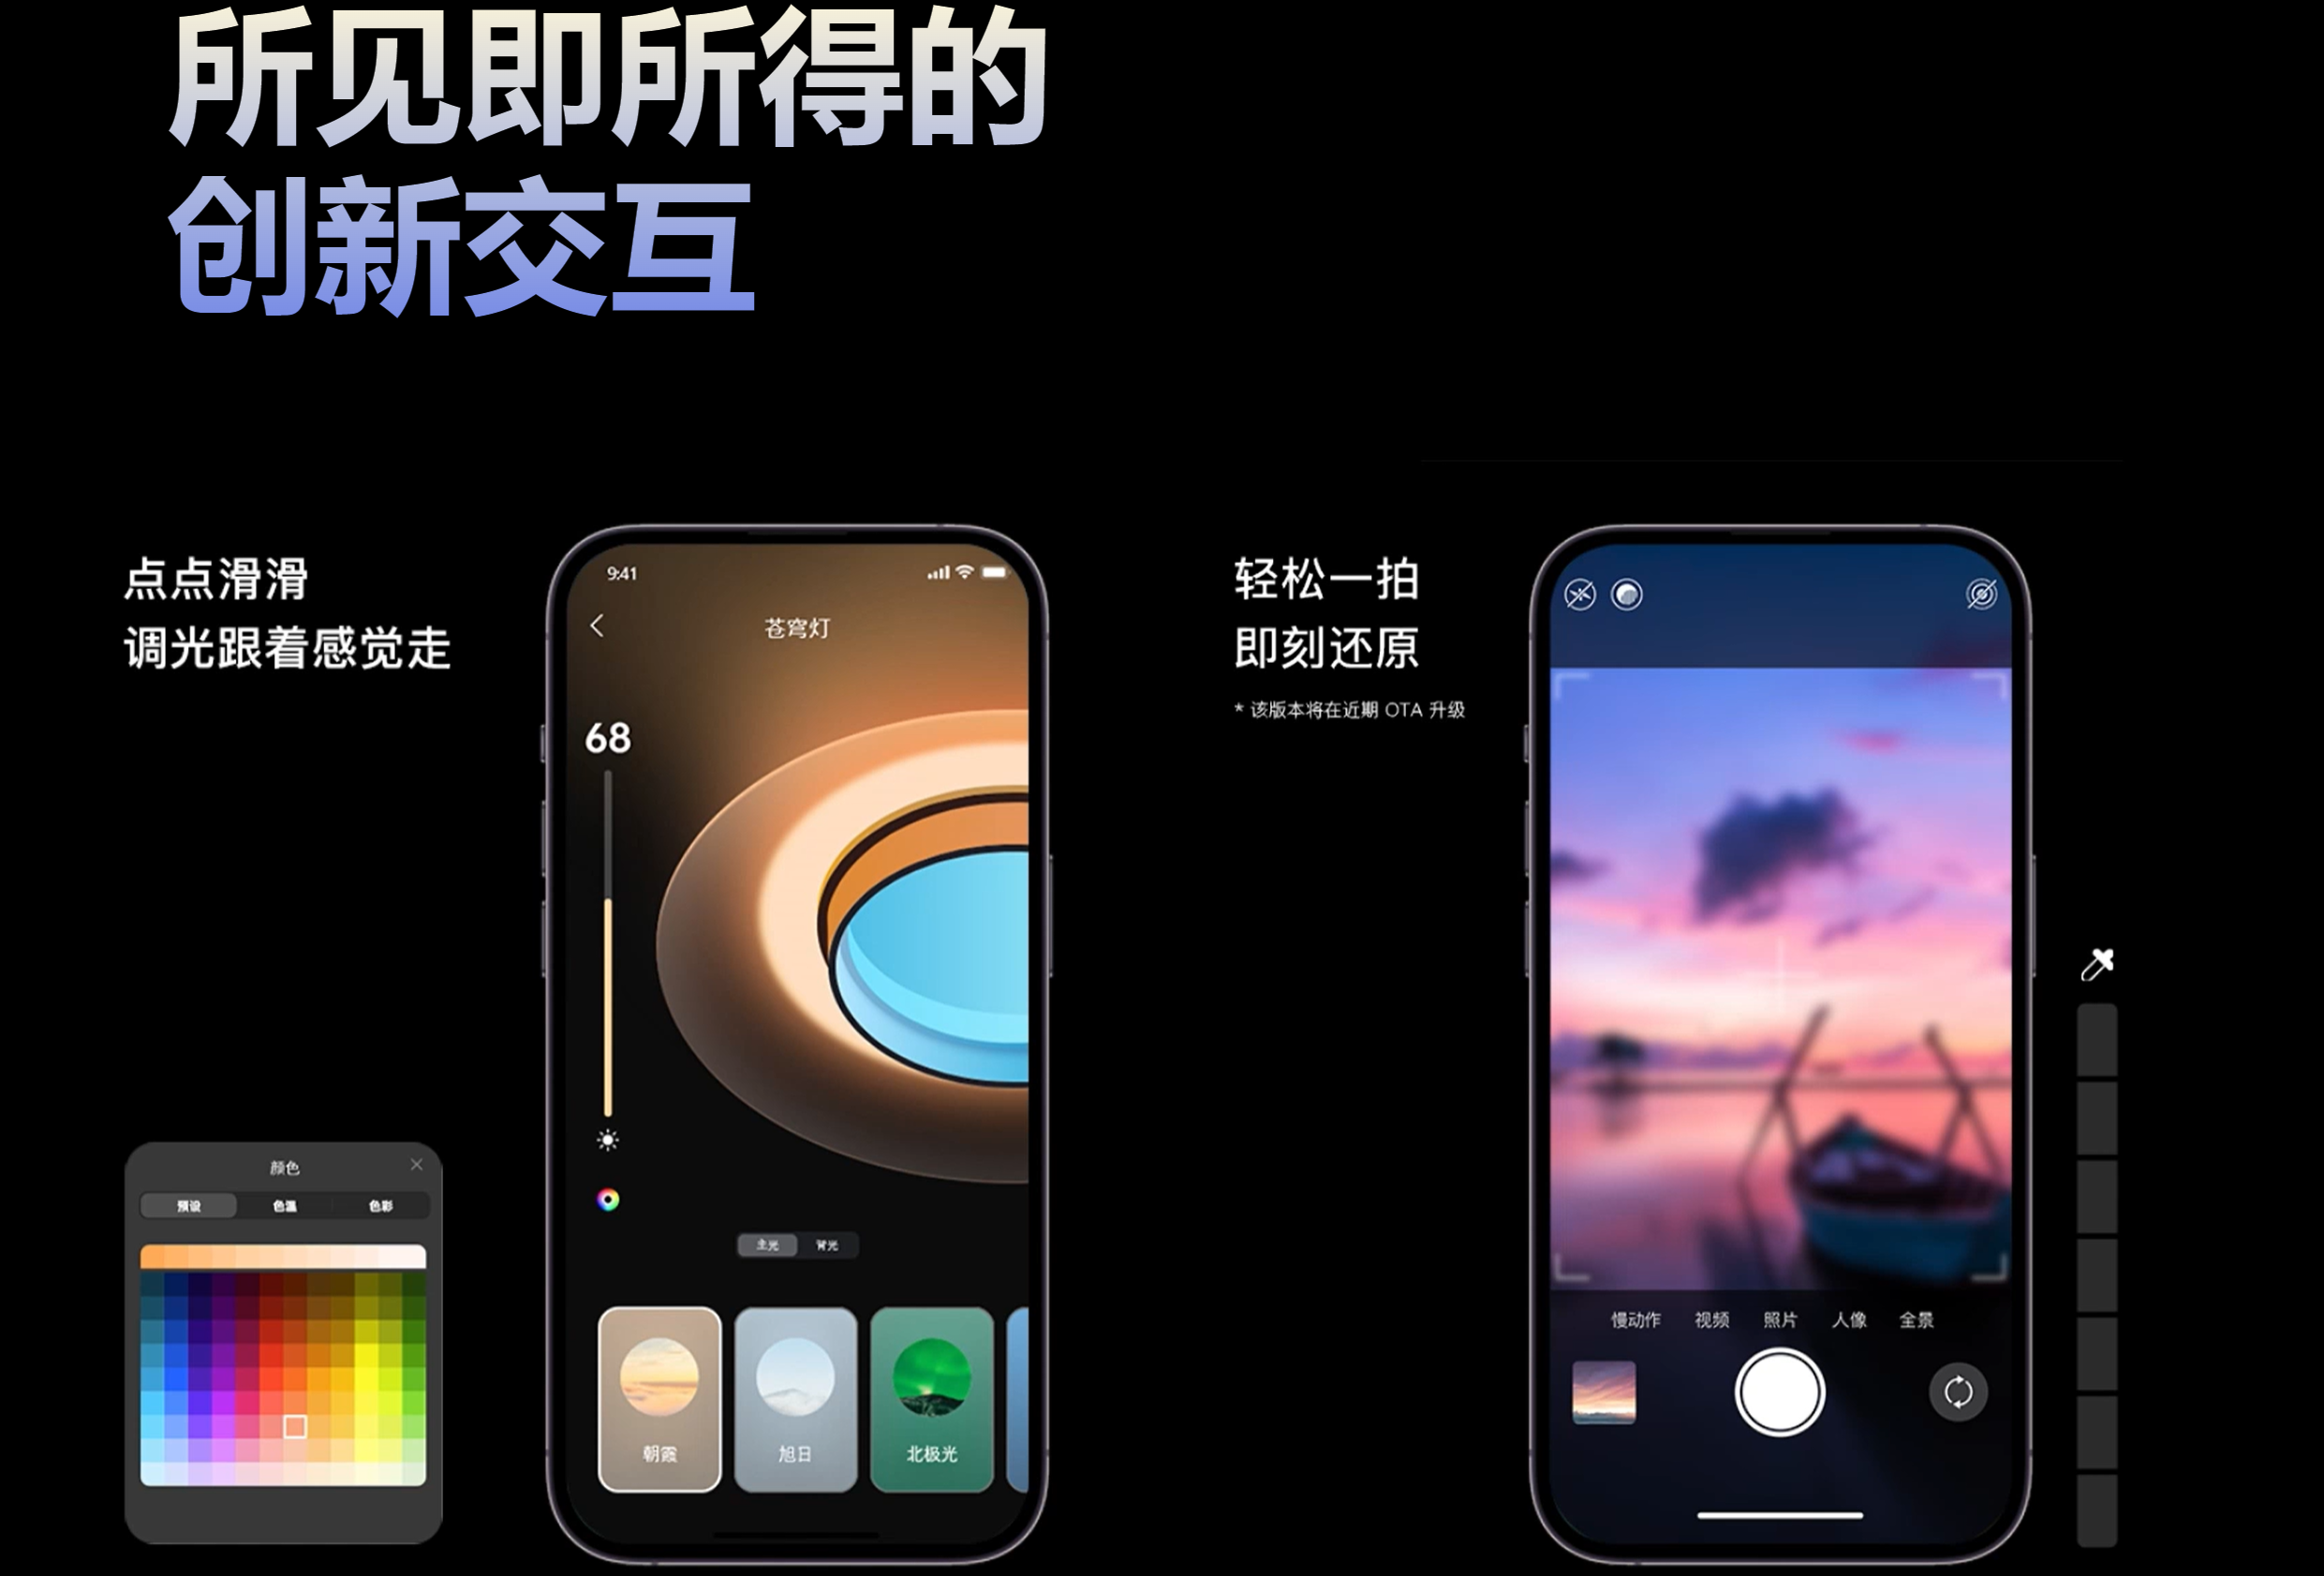 所见即所得的
创新交互
点点滑滑
调光跟着感觉走
颜色
预设 色温 色彩
9:41
苍穹灯
68
主光 背光
朝霞 旭日 北极光
轻松一拍
即刻还原
* 该版本将在近期 OTA 升级
慢动作 视频 照片 人像 全景